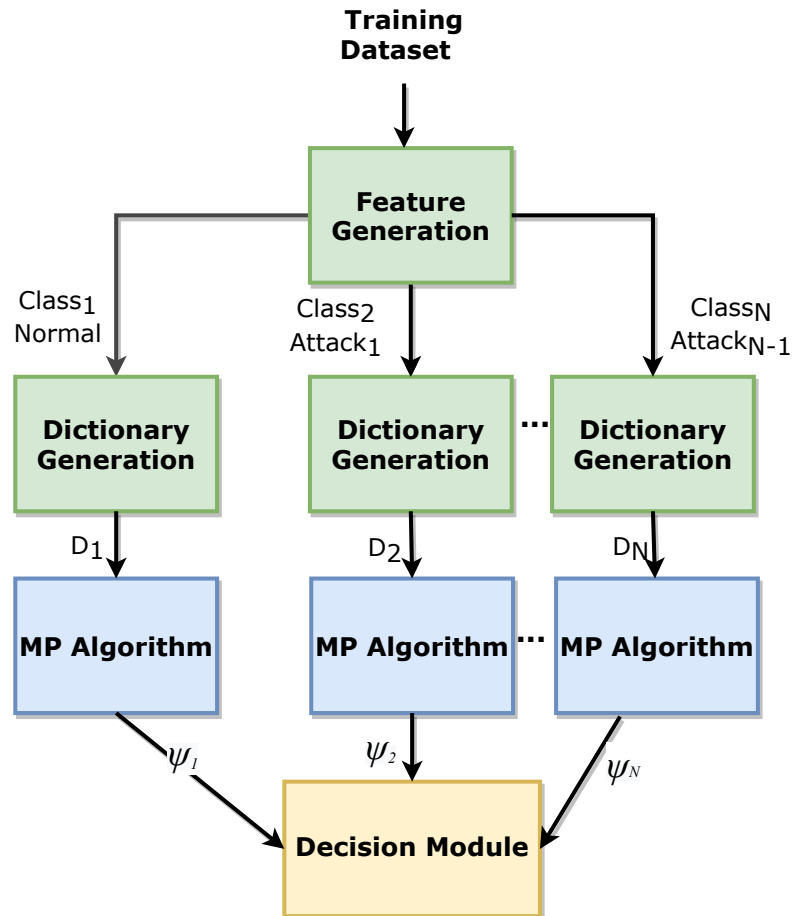 Training
Dataset
Feature
Generation
Class1
Normal
Class2
Attack1
ClassN
AttackN-1
Dictionary
Generation
Dictionary
Generation
...
Dictionary
Generation
D1
D2
DN
MP Algorithm
MP Algorithm
...
MP Algorithm
ψ1
ψ2
ψN
Decision Module